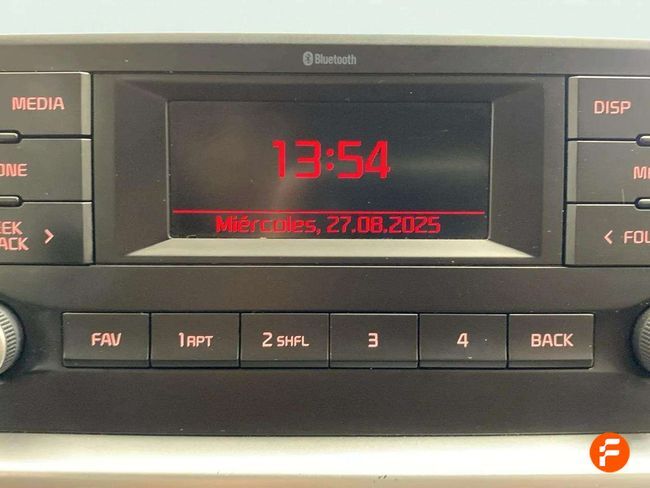 Bluetooth
MEDIA
DISP
13:54
Miércoles, 27.08.2025
FAV
1 RPT
2 SHFL
3
4
BACK